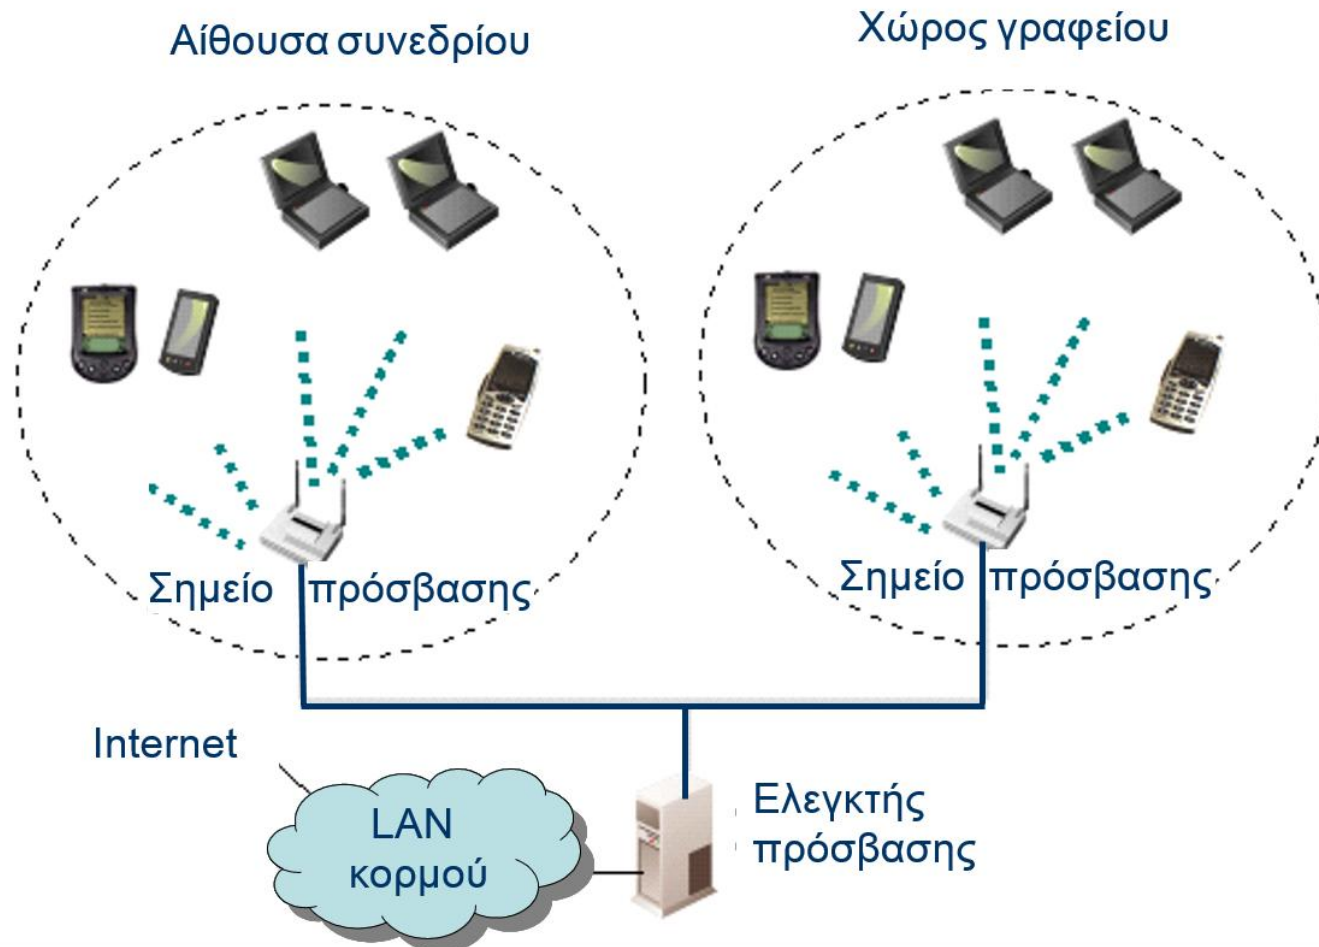 Αίθουσα συνεδρίου
Χώρος γραφείου
Σημείο πρόσβασης
Σημείο πρόσβασης
Internet
LAN
κορμού
Ελεγκτής
πρόσβασης